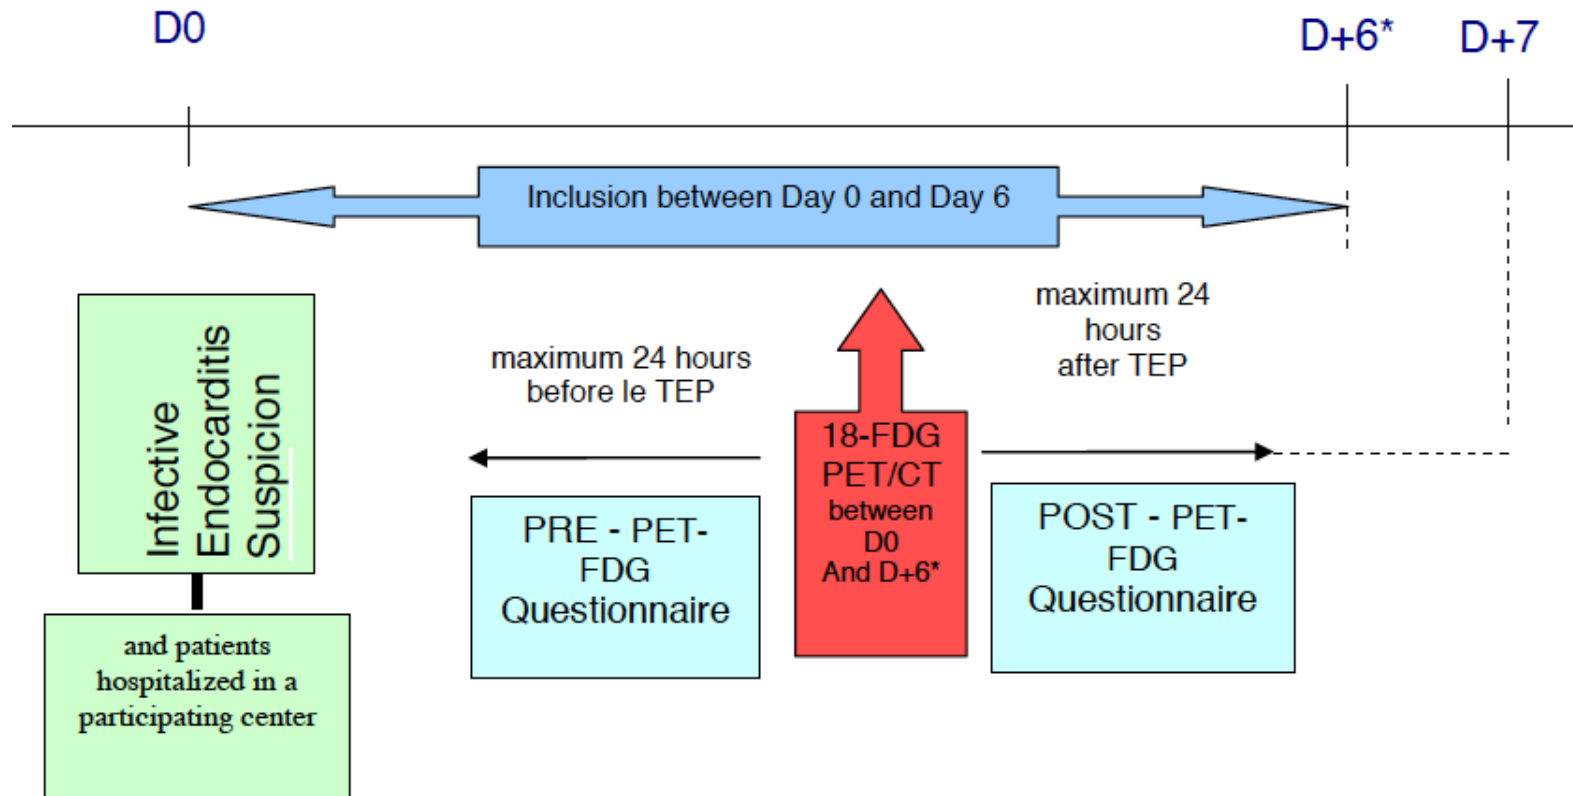 D0
D+6*
D+7
Inclusion between Day 0 and Day 6
Infective
Endocarditis
Suspicion
and patients
hospitalized in a
participating center
maximum 24 hours
before le TEP
PRE - PET-
FDG
Questionnaire
18-FDG
PET/CT
between
D0
And D+6*
maximum 24
hours
after TEP
POST - PET-
FDG
Questionnaire